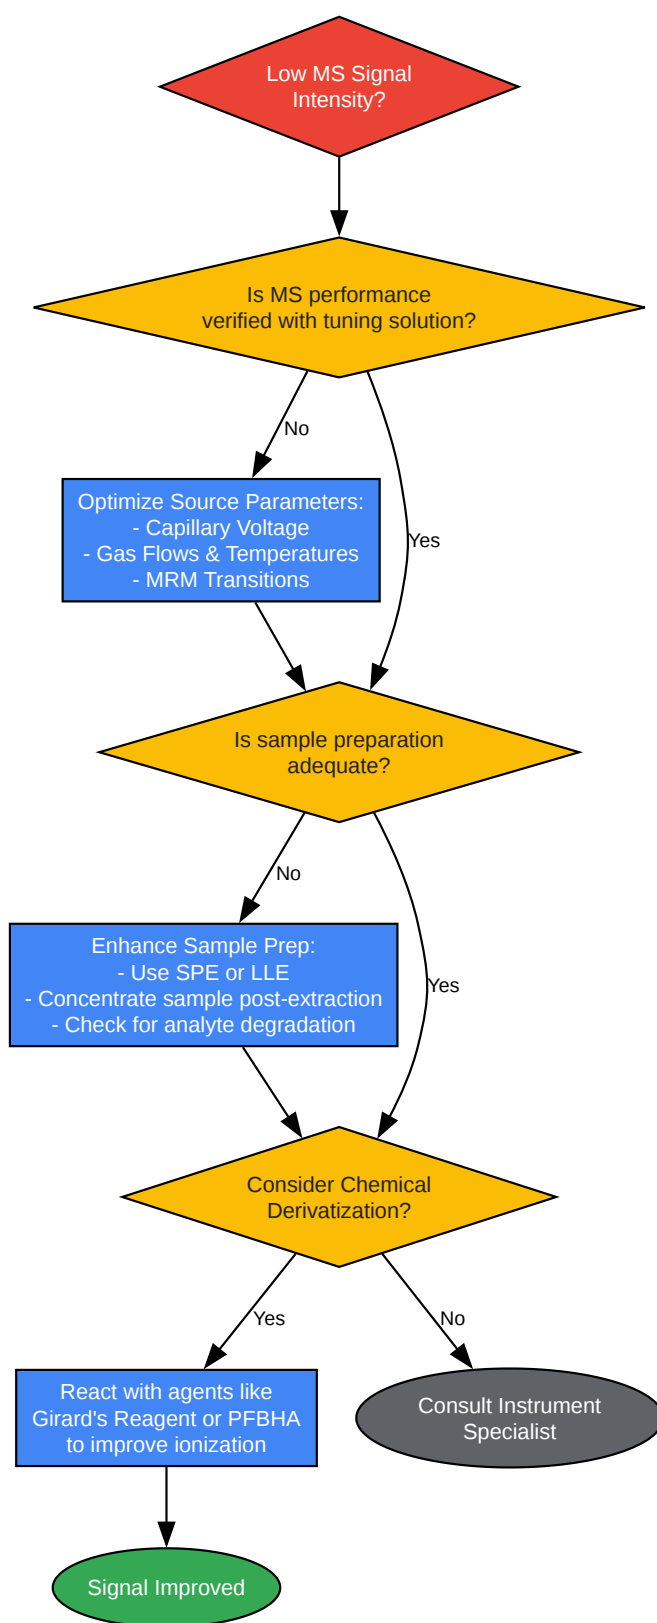 Low MS Signal
Intensity?
Is MS performance
verified with tuning solution?
No
Optimize Source Parameters:
- Capillary Voltage
- Gas Flows & Temperatures
- MRM Transitions
Yes
Is sample preparation
adequate?
No
Enhance Sample Prep:
- Use SPE or LLE
- Concentrate sample post-extraction
- Check for analyte degradation
Yes
Consider Chemical
Derivatization?
Yes
No
React with agents like
Girard's Reagent or PFBHA
to improve ionization
Consult Instrument
Specialist
Signal Improved